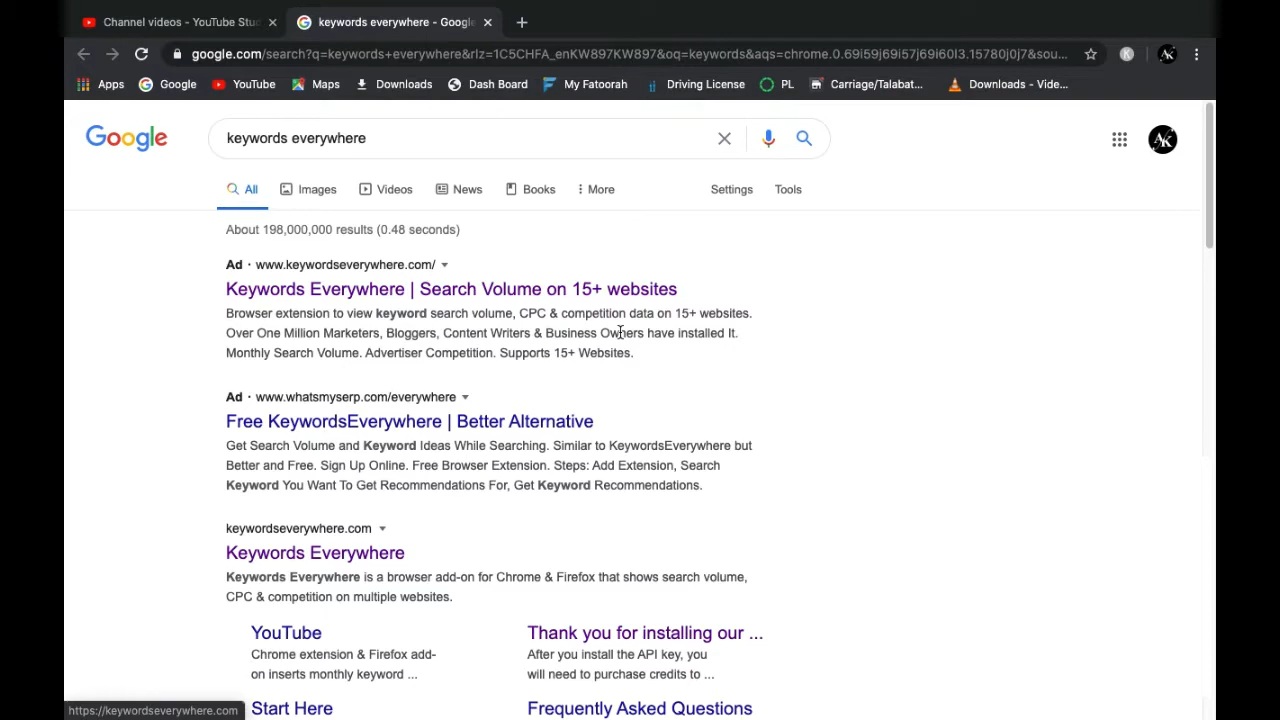 Channel videos - YouTube Stud
keywords everywhere - Google
google.com/search?q=keywords+everywhere&rlz=1C5CHFA_enKW897KW897&oq=keywords&aqs=chrome.0.69i59j69i57j69i60l3.15780j0j7&sou...
K
AK
Apps
Google
YouTube
Maps
Downloads
Dash Board
My Fatoorah
Driving License
PL
Carriage/Talabat...
Downloads - Vide...
Google
keywords everywhere
AK
All
Images
Videos
News
Books
More
Settings
Tools
About 198,000,000 results (0.48 seconds)
Ad · www.keywordseverywhere.com/
Keywords Everywhere | Search Volume on 15+ websites
Browser extension to view keyword search volume, CPC & competition data on 15+ websites.
Over One Million Marketers, Bloggers, Content Writers & Business Owners have installed It.
Monthly Search Volume. Advertiser Competition. Supports 15+ Websites.
Ad · www.whatsmyserp.com/everywhere
Free KeywordsEverywhere | Better Alternative
Get Search Volume and Keyword Ideas While Searching. Similar to KeywordsEverywhere but
Better and Free. Sign Up Online. Free Browser Extension. Steps: Add Extension, Search
Keyword You Want To Get Recommendations For, Get Keyword Recommendations.
keywordseverywhere.com
Keywords Everywhere
Keywords Everywhere is a browser add-on for Chrome & Firefox that shows search volume,
CPC & competition on multiple websites.
YouTube
Chrome extension & Firefox add-
on inserts monthly keyword ...
Thank you for installing our ...
After you install the API key, you
will need to purchase credits to ...
Start Here
Frequently Asked Questions
https://keywordseverywhere.com